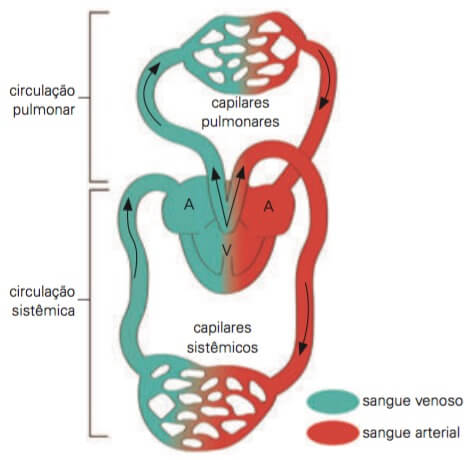 circulação
pulmonar
capilares
pulmonares
A
A
V
circulação
sistêmica
capilares
sistêmicos
sangue venoso
sangue arterial